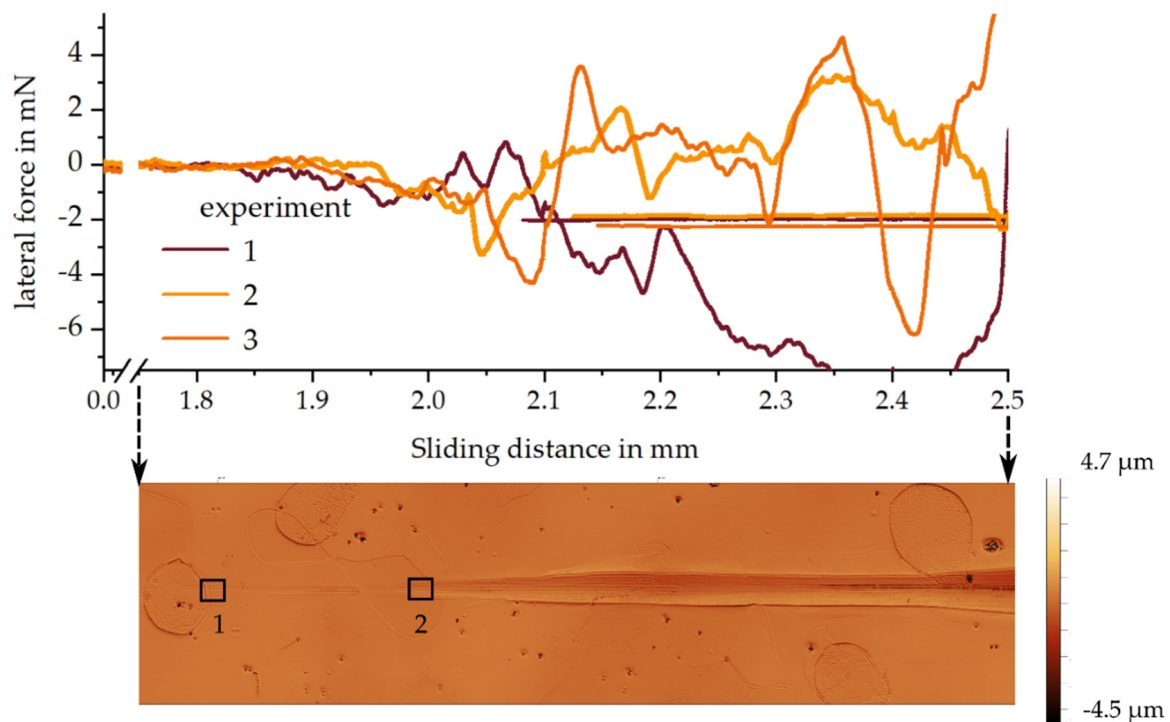 lateral force in mN
4
2
0
-2
-4
-6
experiment
1
2
3
0.0 1.8 1.9 2.0 2.1 2.2 2.3 2.4 2.5
Sliding distance in mm
4.7 µm
1 2
-4.5 µm